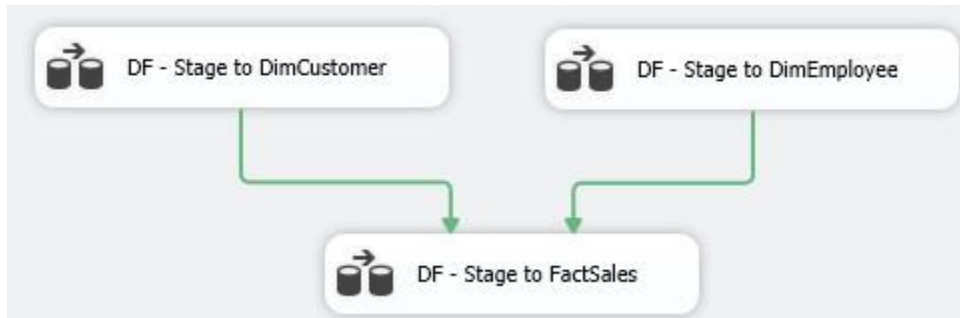 DF - Stage to DimCustomer
DF - Stage to DimEmployee
DF - Stage to FactSales